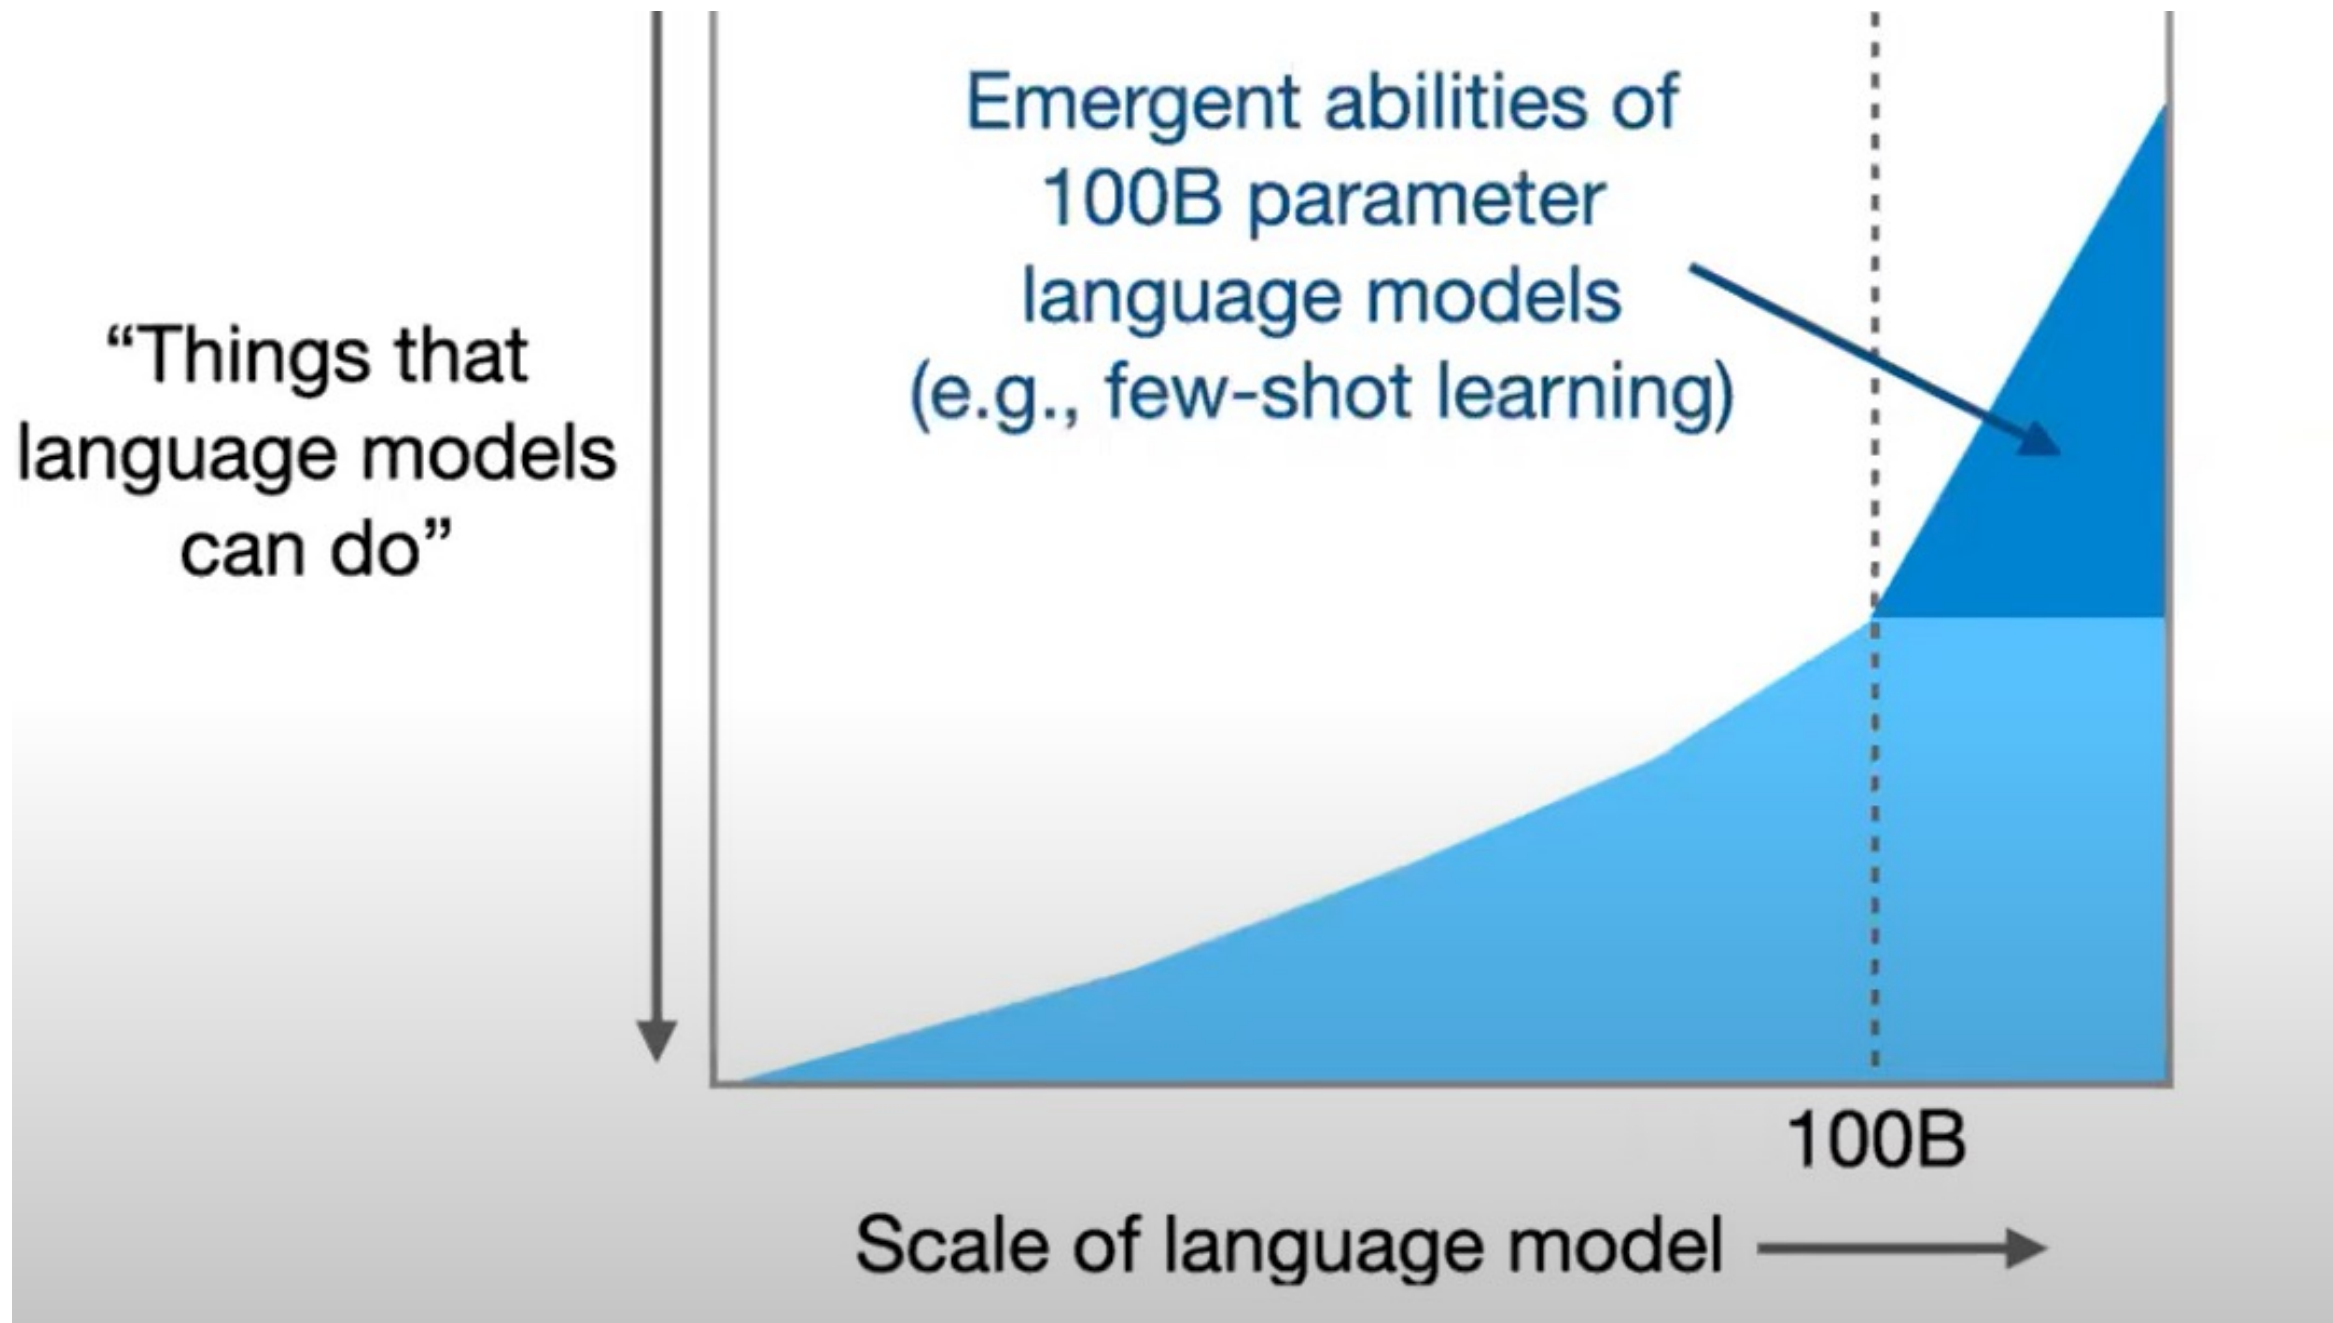 Emergent abilities of
100B parameter
language models
(e.g., few-shot learning)
“Things that
language models
can do”
100B
Scale of language model